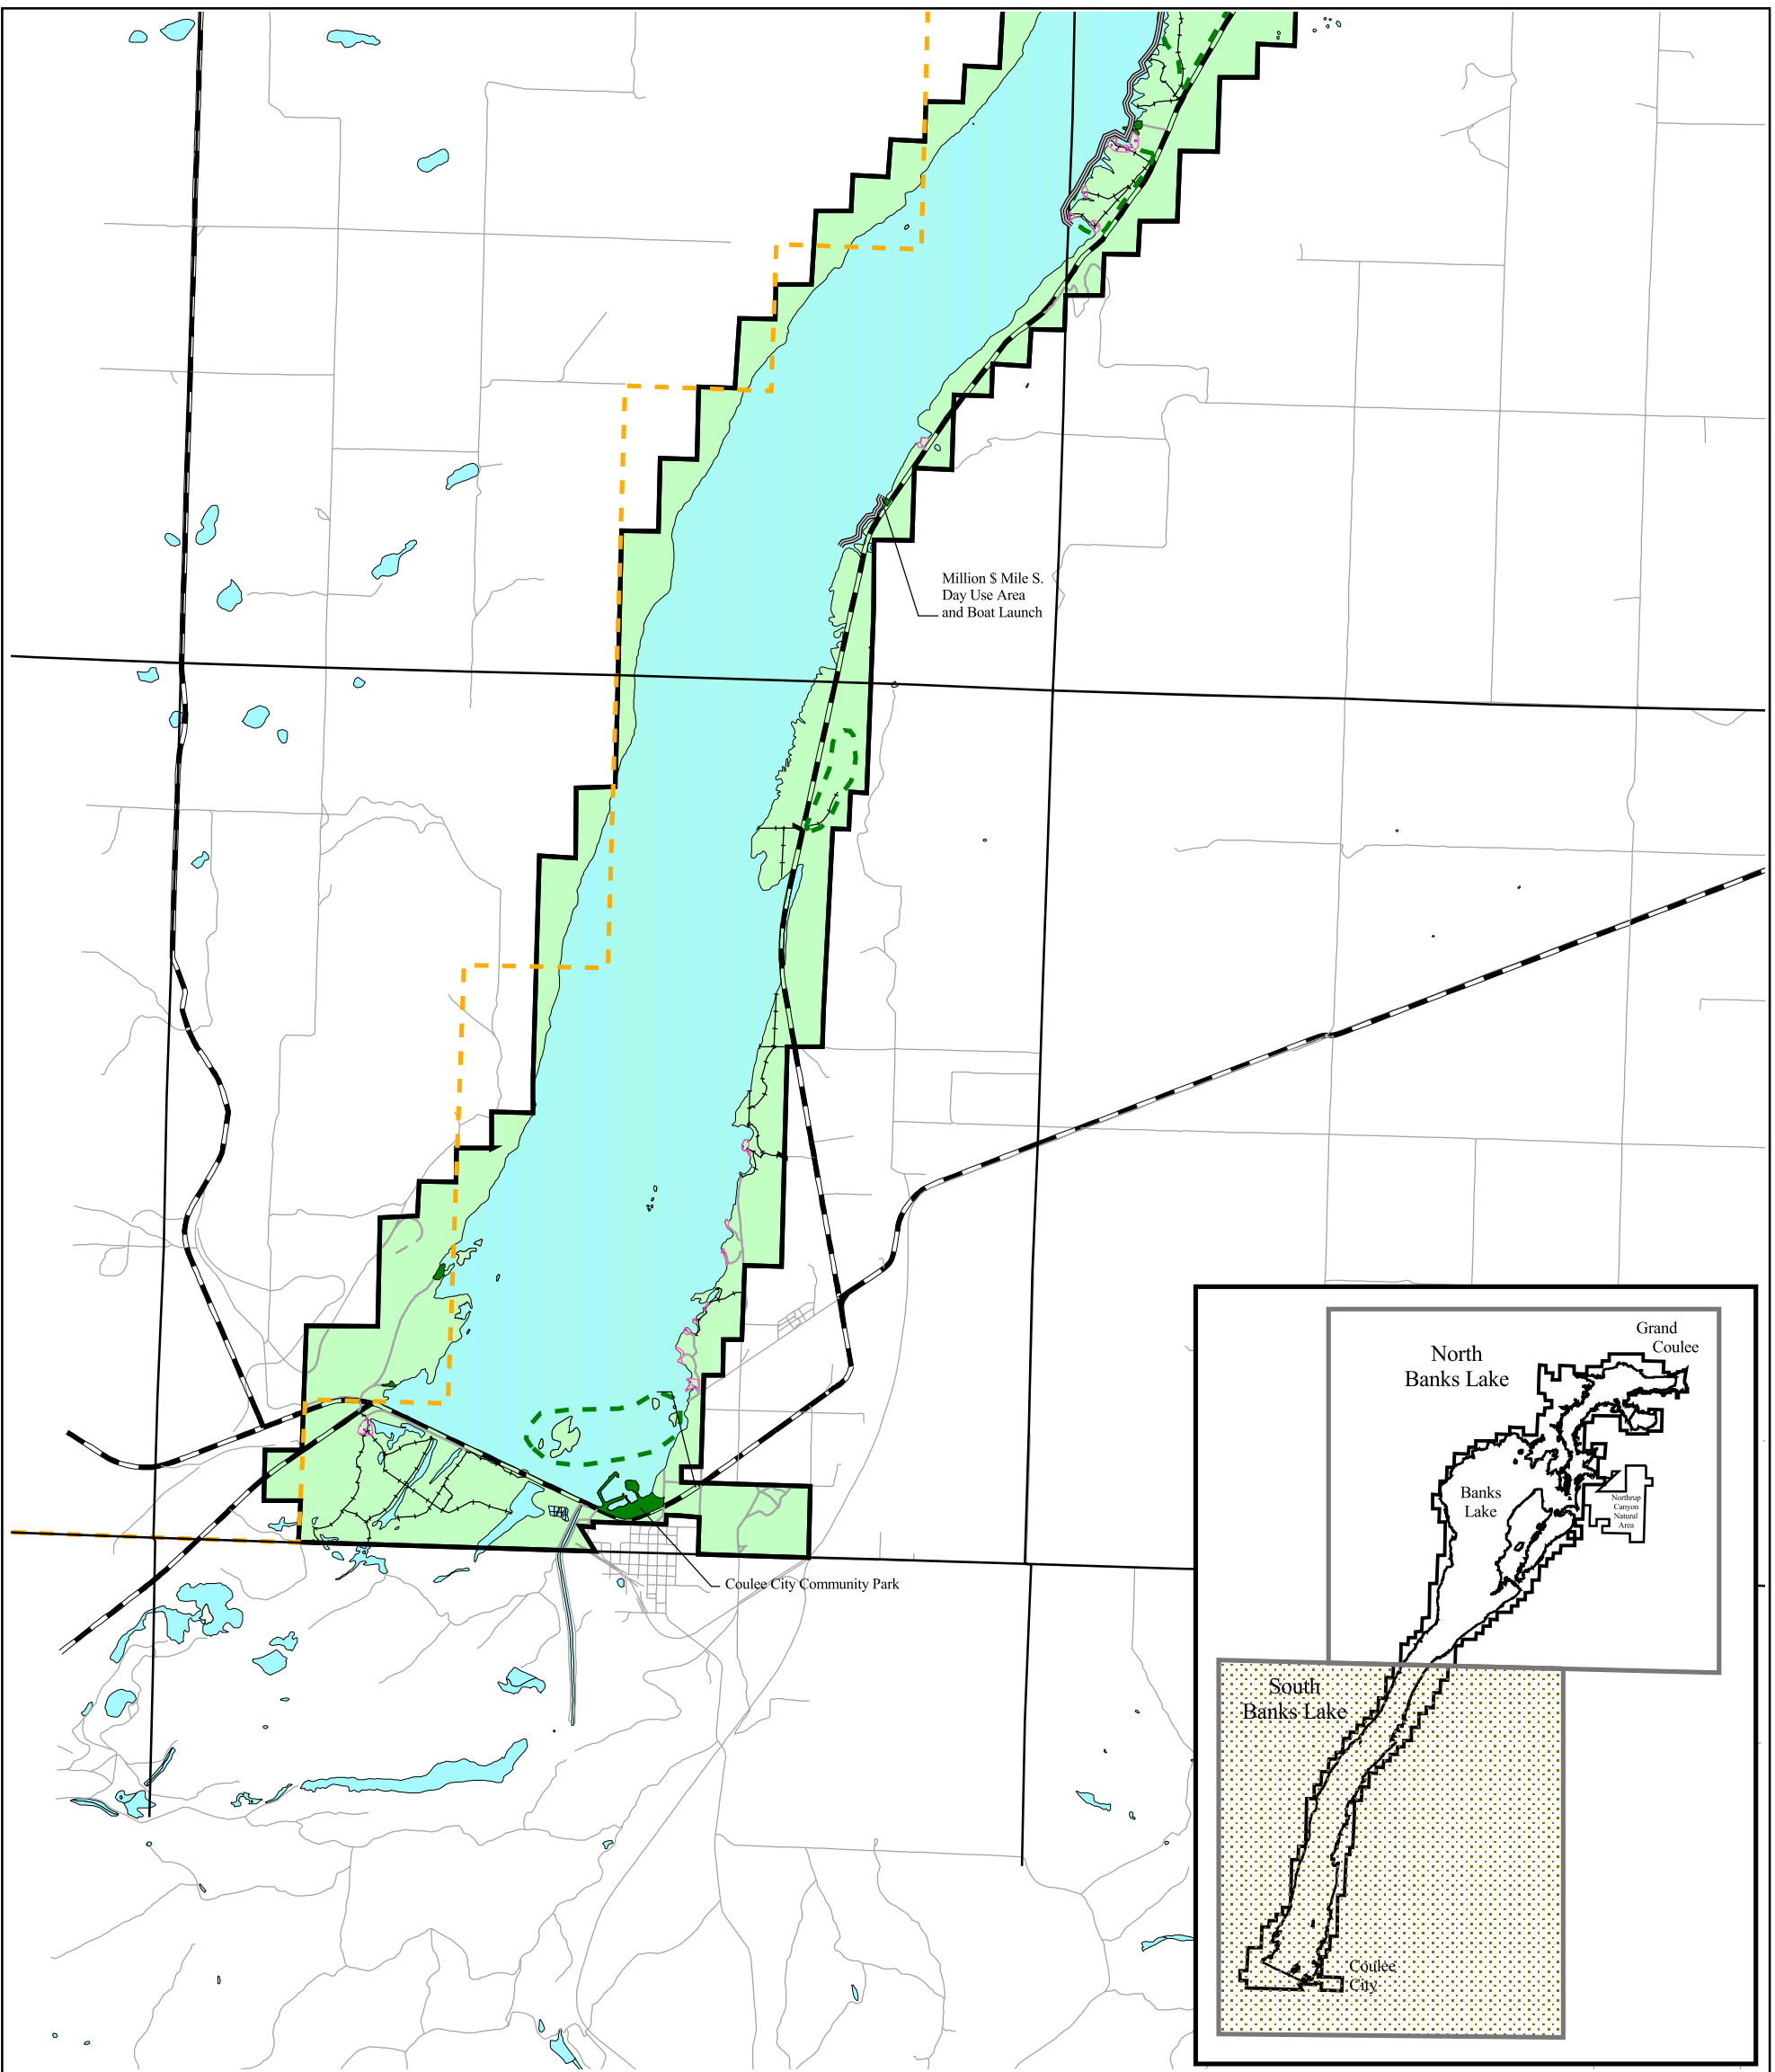 Million $ Mile S.
Day Use Area
and Boat Launch
Coulee City Community Park
Grand
Coulee
North
Banks Lake
Banks
Lake
Northrup
Canyon
Natural
Area
South
Banks Lake
Coulee
City